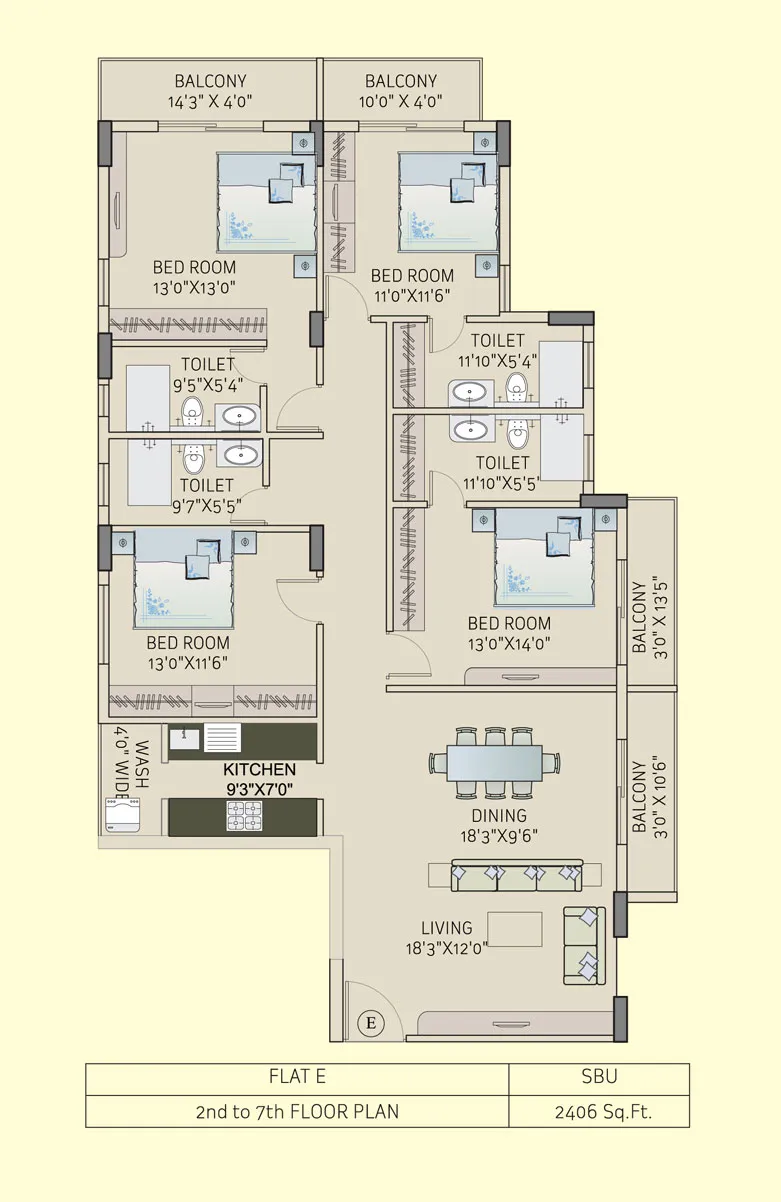 BALCONY
14'3" X 4'0"
BALCONY
10'0" X 4'0"
BED ROOM
13'0"X13'0"
BED ROOM
11'0"X11'6"
TOILET
11'10"X5'4"
TOILET
9'5"X5'4"
TOILET
11'10"X5'5"
TOILET
9'7"X5'5"
BED ROOM
13'0"X14'0"
BALCONY
3'0" X 13'5"
BED ROOM
13'0"X11'6"
WASH
4'0" WIDE
KITCHEN
9'3"X7'0"
DINING
18'3"X9'6"
BALCONY
3'0" X 10'6"
LIVING
18'3"X12'0"
E
FLAT E
SBU
2nd to 7th FLOOR PLAN
2406 Sq.Ft.